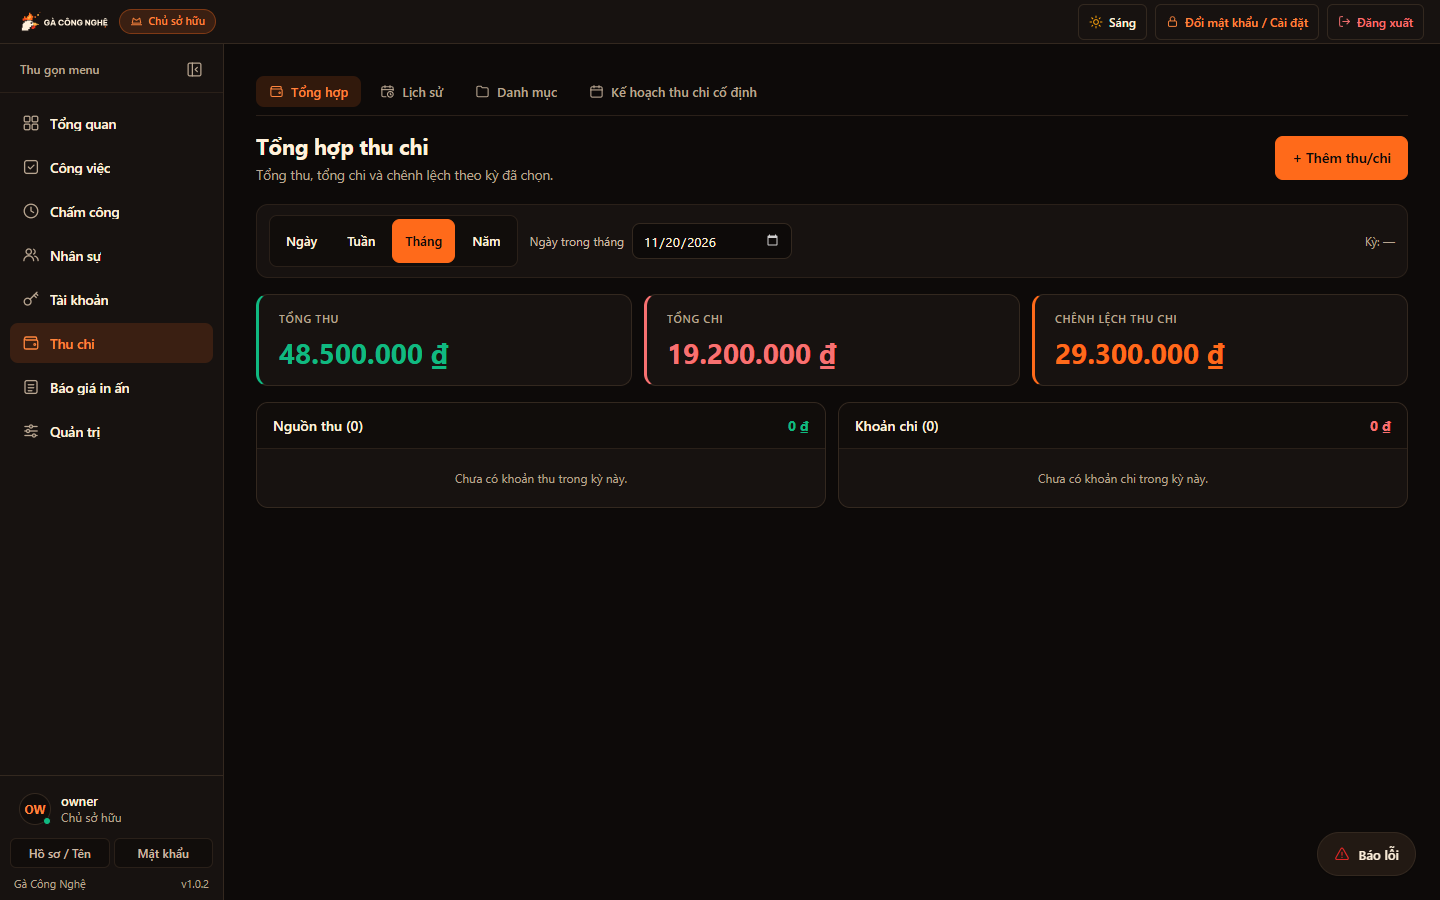 GÀ CÔNG NGHỆ
Chủ sở hữu
Sáng
Đổi mật khẩu / Cài đặt
Đăng xuất
Thu gọn menu
Tổng quan
Công việc
Chấm công
Nhân sự
Tài khoản
Thu chi
Báo giá in ấn
Quản trị
owner
Chủ sở hữu
Hồ sơ / Tên
Mật khẩu
Gà Công Nghệ
v1.0.2
Tổng hợp
Lịch sử
Danh mục
Kế hoạch thu chi cố định
Tổng hợp thu chi
Tổng thu, tổng chi và chênh lệch theo kỳ đã chọn.
+ Thêm thu/chi
Ngày
Tuần
Tháng
Năm
Ngày trong tháng
11/20/2026
Kỳ: —
TỔNG THU
48.500.000 ₫
TỔNG CHI
19.200.000 ₫
CHÊNH LỆCH THU CHI
29.300.000 ₫
Nguồn thu (0)
0 ₫
Chưa có khoản thu trong kỳ này.
Khoản chi (0)
0 ₫
Chưa có khoản chi trong kỳ này.
Báo lỗi
OW